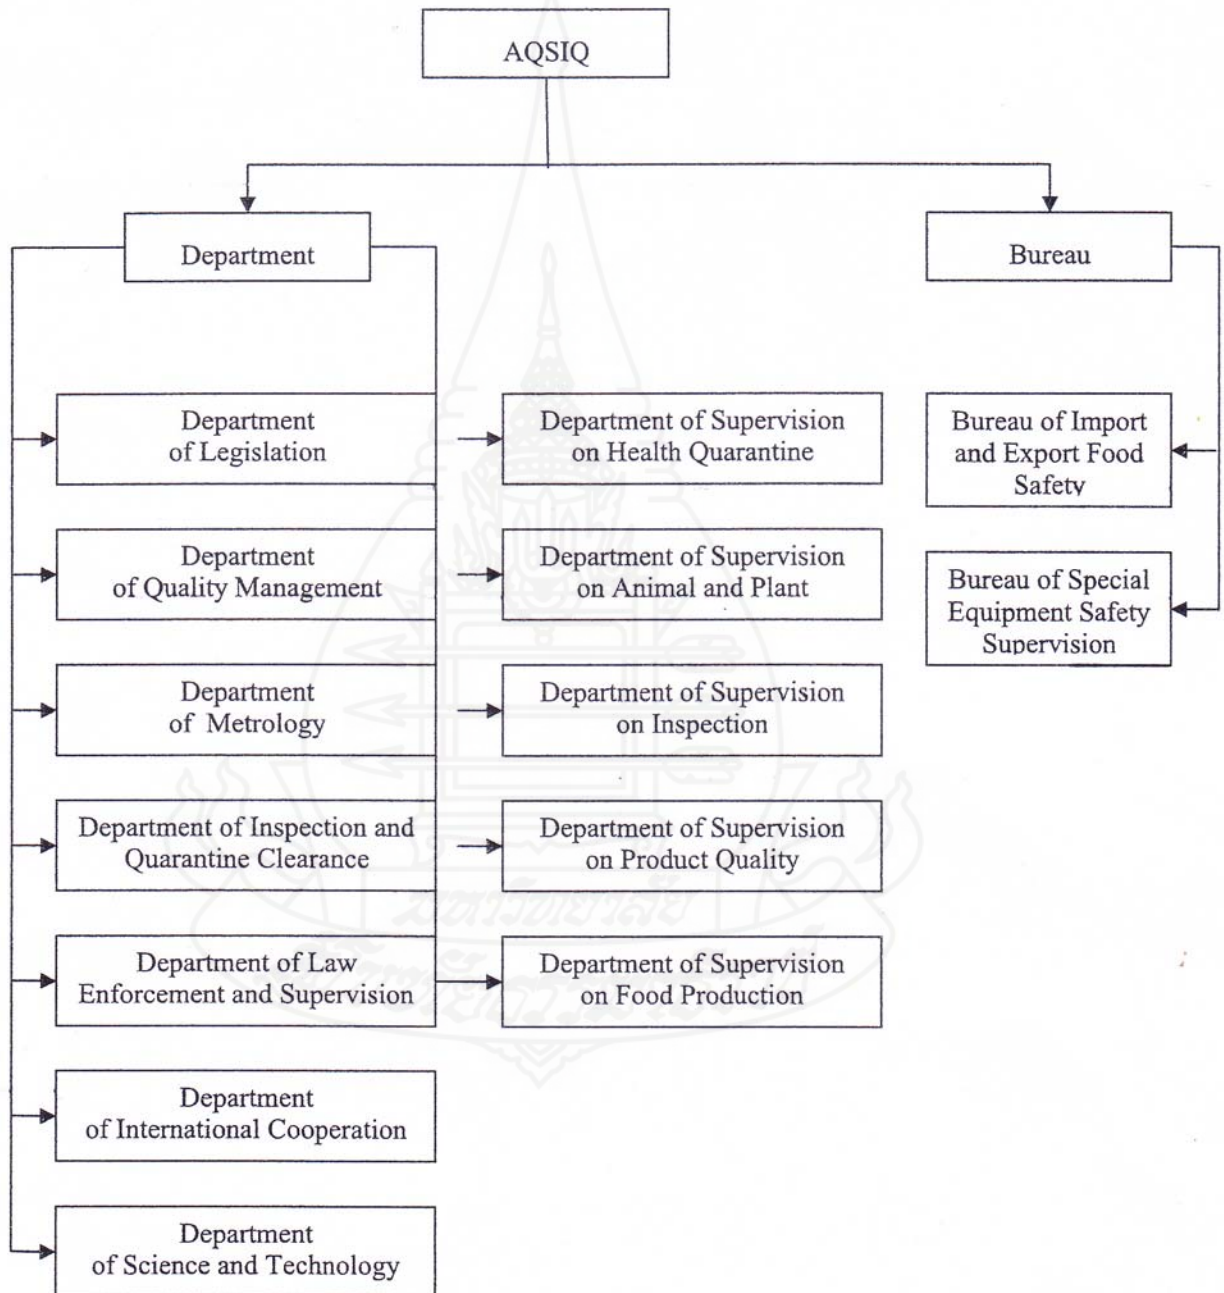 AQSIQ
Department
Bureau
Department
of Legislation
Department of Supervision
on Health Quarantine
Bureau of Import
and Export Food
Safety
Department
of Quality Management
Department of Supervision
on Animal and Plant
Bureau of Special
Equipment Safety
Supervision
Department
of Metrology
Department of Supervision
on Inspection
Department of Inspection and
Quarantine Clearance
Department of Supervision
on Product Quality
Department of Law
Enforcement and Supervision
Department of Supervision
on Food Production
Department
of International Cooperation
Department
of Science and Technology